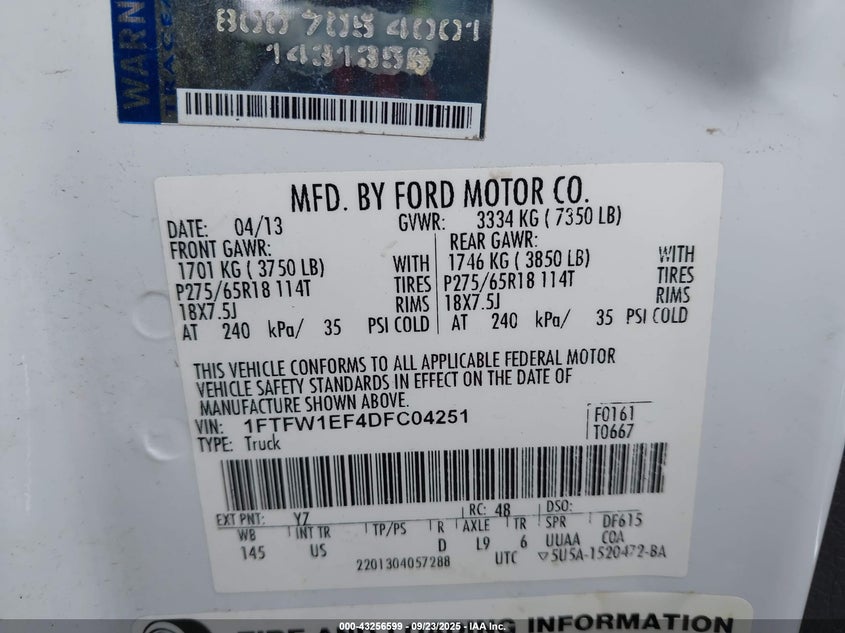 WARN
800 705 4001
1431356
MFD. BY FORD MOTOR CO.
DATE: 04/13 GVWR: 3334 KG ( 7350 LB)
FRONT GAWR: REAR GAWR:
1701 KG ( 3750 LB) WITH 1746 KG ( 3850 LB) WITH
P275/65R18 114T TIRES P275/65R18 114T TIRES
18X7.5J RIMS 18X7.5J RIMS
AT 240 kPa/ 35 PSI COLD AT 240 kPa/ 35 PSI COLD
THIS VEHICLE CONFORMS TO ALL APPLICABLE FEDERAL MOTOR
VEHICLE SAFETY STANDARDS IN EFFECT ON THE DATE OF
MANUFACTURE SHOWN ABOVE.
VIN: 1FTFW1EF4DFC04251 F0161
TYPE: Truck T0667
EXT PNT: Y7 RC: 48 DSO:
WB INT TR TP/PS R AXLE TR SPR DF615
145 US D L9 6 UUAA COA
2201304057288 UTC ▽5U5A-1520472-BA
000-43256599 - 09/23/2025 - IAA Inc.